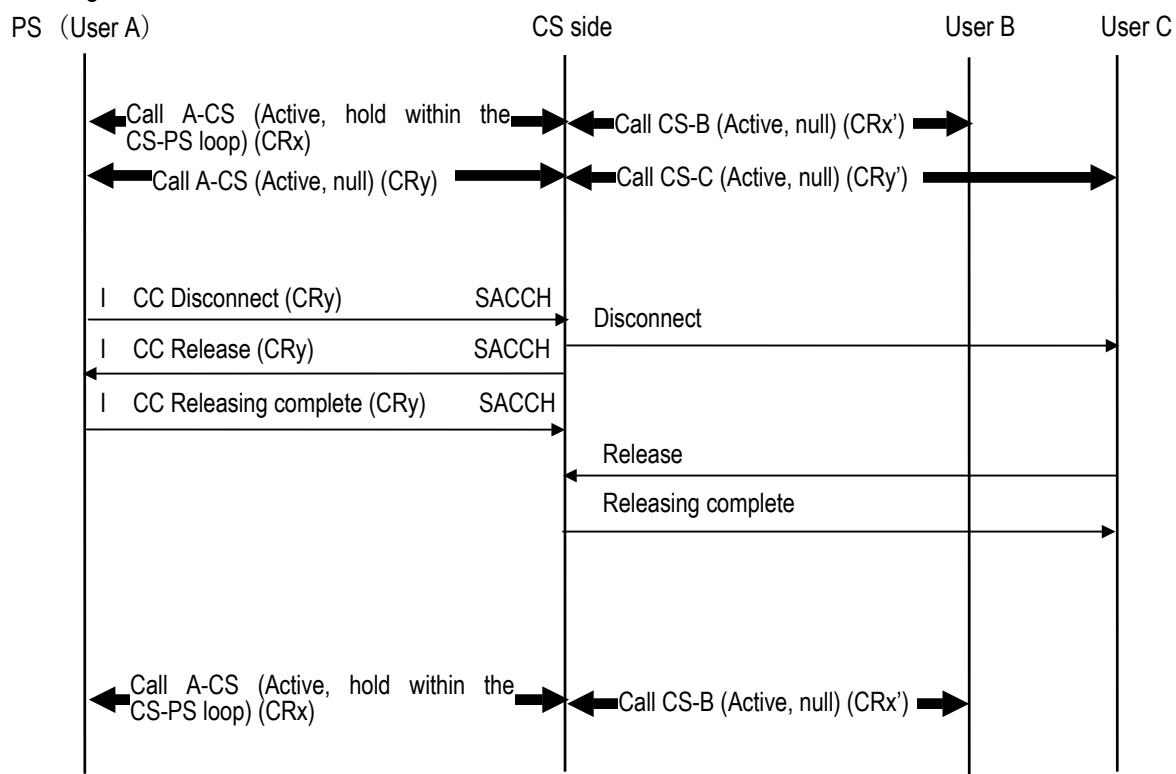 PS （User A） CS side User B User C
Call A-CS (Active, hold within the
CS-PS loop) (CRx)
Call CS-B (Active, null) (CRx’)
Call A-CS (Active, null) (CRy)
Call CS-C (Active, null) (CRy’)
I CC Disconnect (CRy) SACCH
Disconnect
I CC Release (CRy) SACCH
I CC Releasing complete (CRy) SACCH
Release
Releasing complete
Call A-CS (Active, hold within the
CS-PS loop) (CRx)
Call CS-B (Active, null) (CRx’)